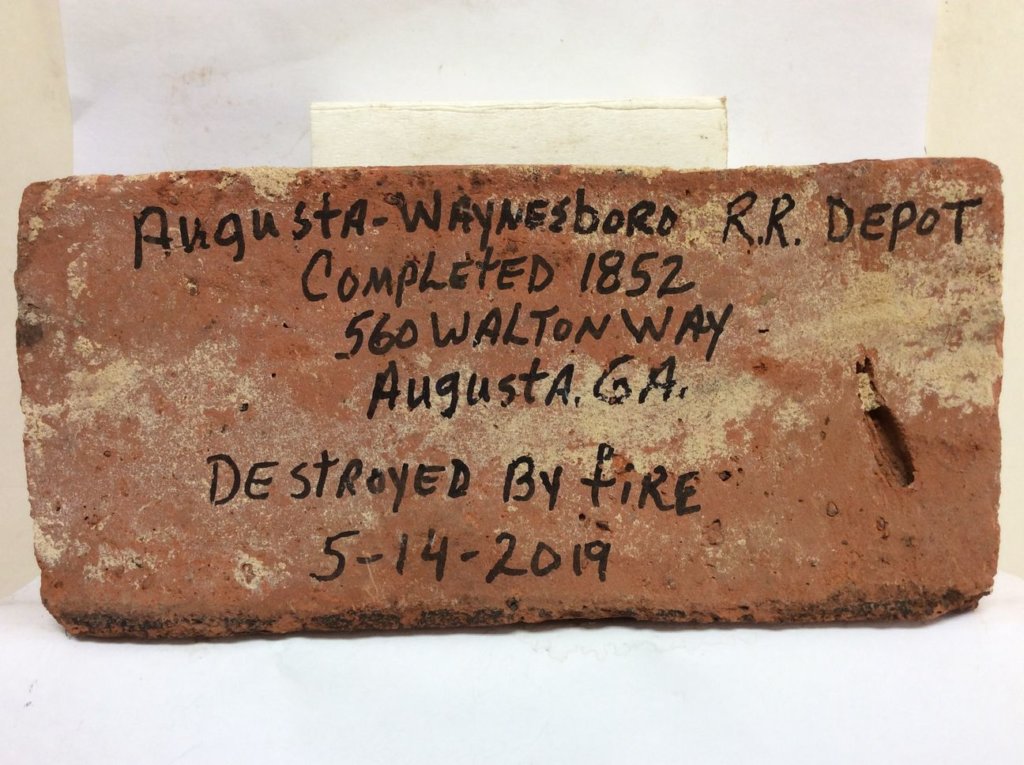 AugustA-WAYNESboRO R.R. DEPOT
COMPLEtED 1852
560 WALTON WAY
AugustA, GA.
DEstROYED By fiRE
5-14-2019